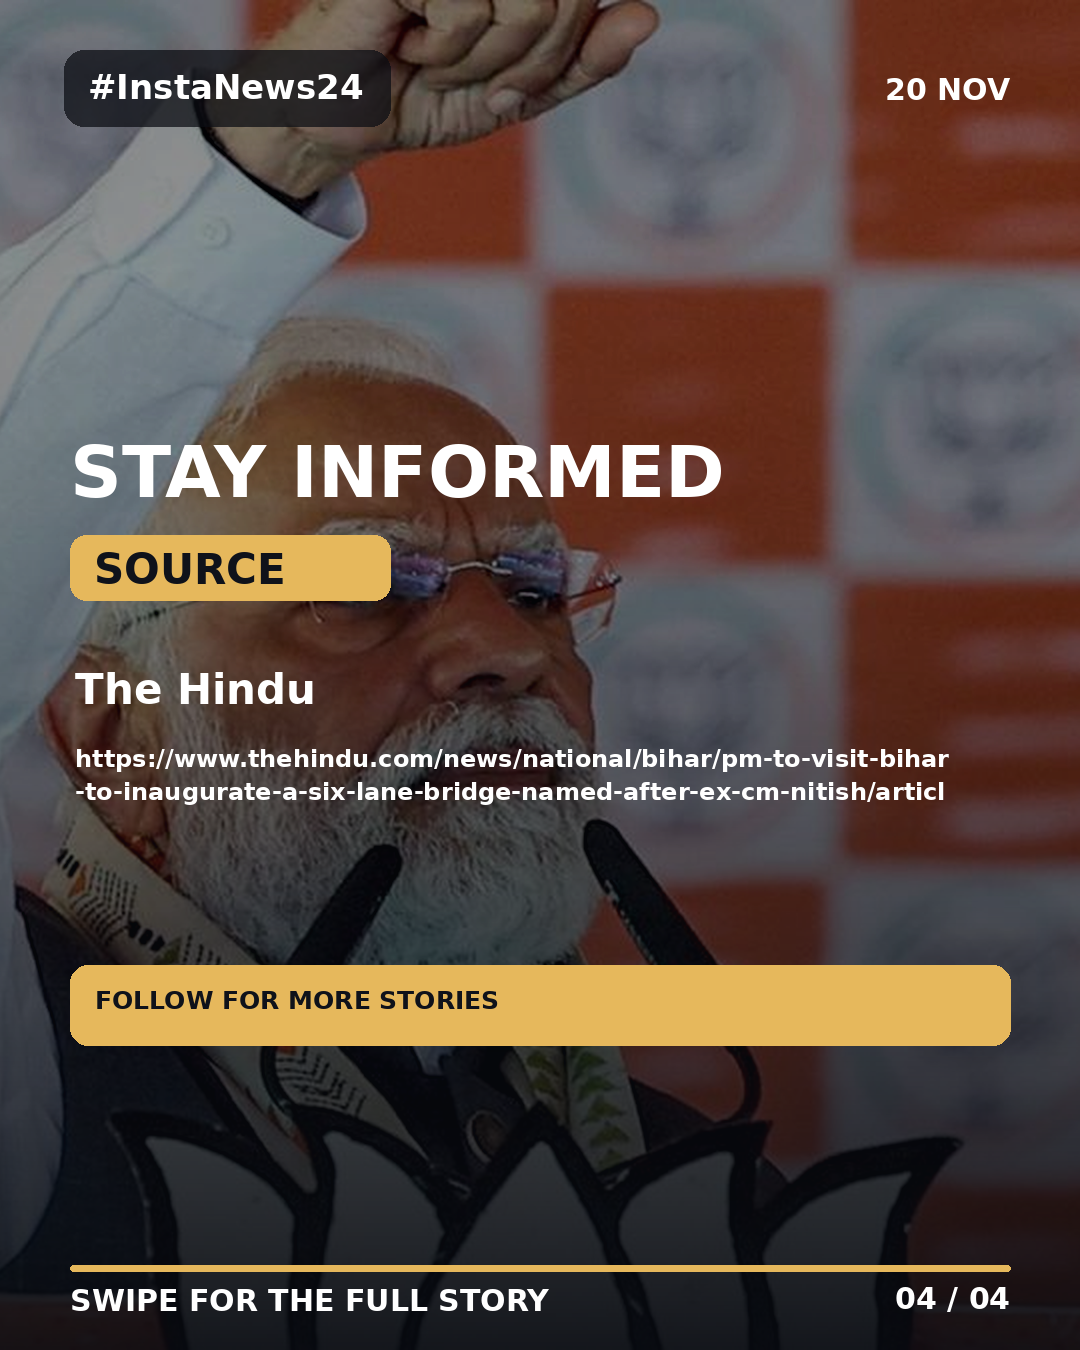 #InstaNews24
20 NOV
STAY INFORMED
SOURCE
The Hindu
https://www.thehindu.com/news/national/bihar/pm-to-visit-bihar
-to-inaugurate-a-six-lane-bridge-named-after-ex-cm-nitish/articl
FOLLOW FOR MORE STORIES
SWIPE FOR THE FULL STORY
04 / 04